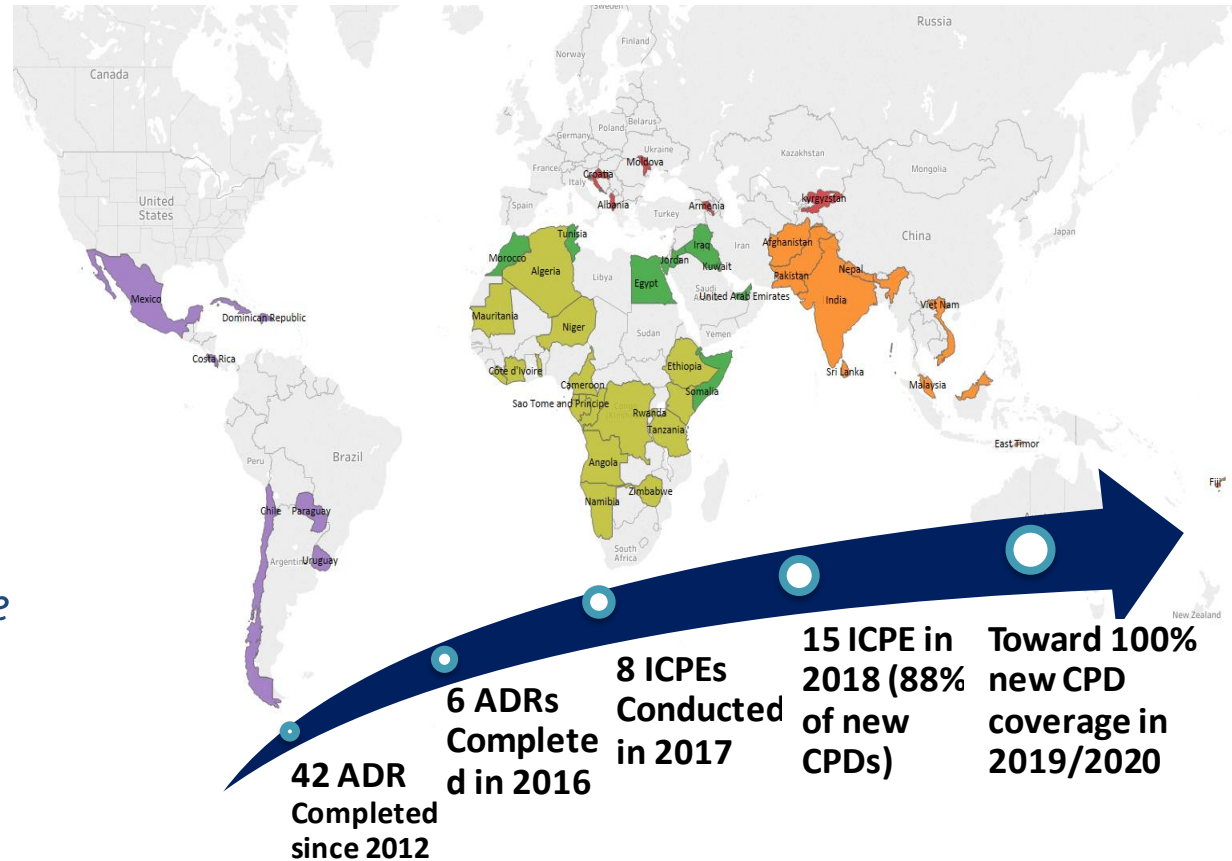 Sweden
Russia
Finland
Norway
Canada
Belarus
Poland
Germany
Ukraine
Kazakhstan
Moldova
France
Croatia
Mongolia
Italy
United
States
Spain
Albania
Armenia
kyrgyzstan
Turkey
China
Japan
Tunisia
Morocco
Iraq
Iran
Afghanistan
Jordan
Algeria
Libya
Kuwait
Pakistan
Nepal
Egypt
Saudi
United Arab Emirates
India
Mexico
Dominican Republic
Mauritania
Niger
Sudan
Yemen
Viet Nam
Costa Rica
Côte d'Ivoire
Ethiopia
Cameroon
Somalia
Sri Lanka
Malaysia
Sao Tome and Principe
Rwanda
Tanzania
Peru
Brazil
East Timor
Angola
Zimbabwe
Fiji
Chile
Paraguay
Namibia
South
Africa
Uruguay
New Zealand
e
42 ADR
Completed
since 2012
6 ADRs
Complete
d in 2016
8 ICPEs
Conducted
in 2017
15 ICPE in
2018 (88%
of new
CPDs)
Toward 100%
new CPD
coverage in
2019/2020